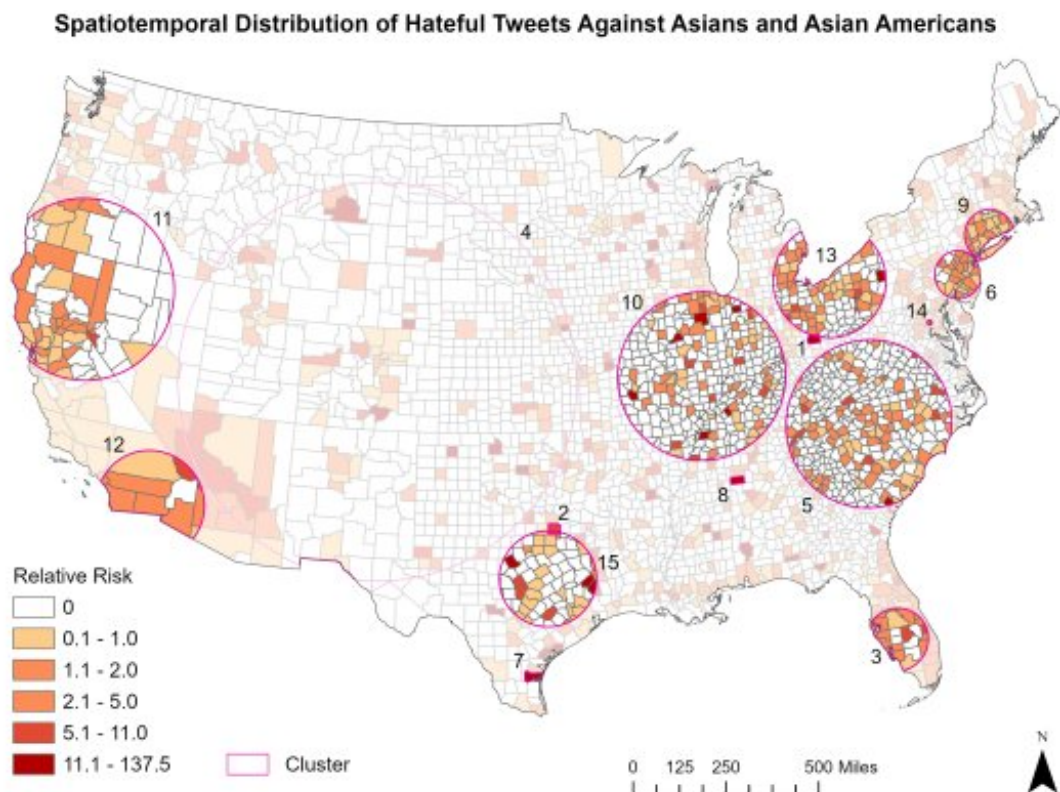 Spatiotemporal Distribution of Hateful Tweets Against Asians and Asian Americans
11
4
9
13
6
10
14
1
12
8
5
2
15
3
7
Relative Risk
0
0.1 - 1.0
1.1 - 2.0
2.1 - 5.0
5.1 - 11.0
11.1 - 137.5
Cluster
0 125 250 500 Miles
N